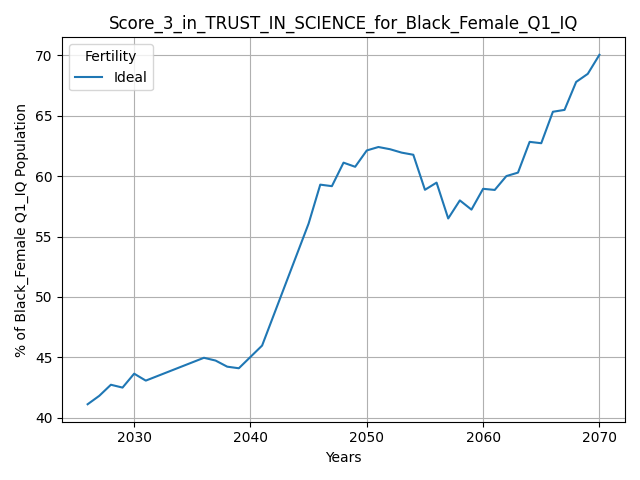 Score_3_in_TRUST_IN_SCIENCE_for_Black_Female_Q1_IQ
Fertility
Ideal
% of Black_Female Q1_IQ Population
70
65
60
55
50
45
40
2030 2040 2050 2060 2070
Years